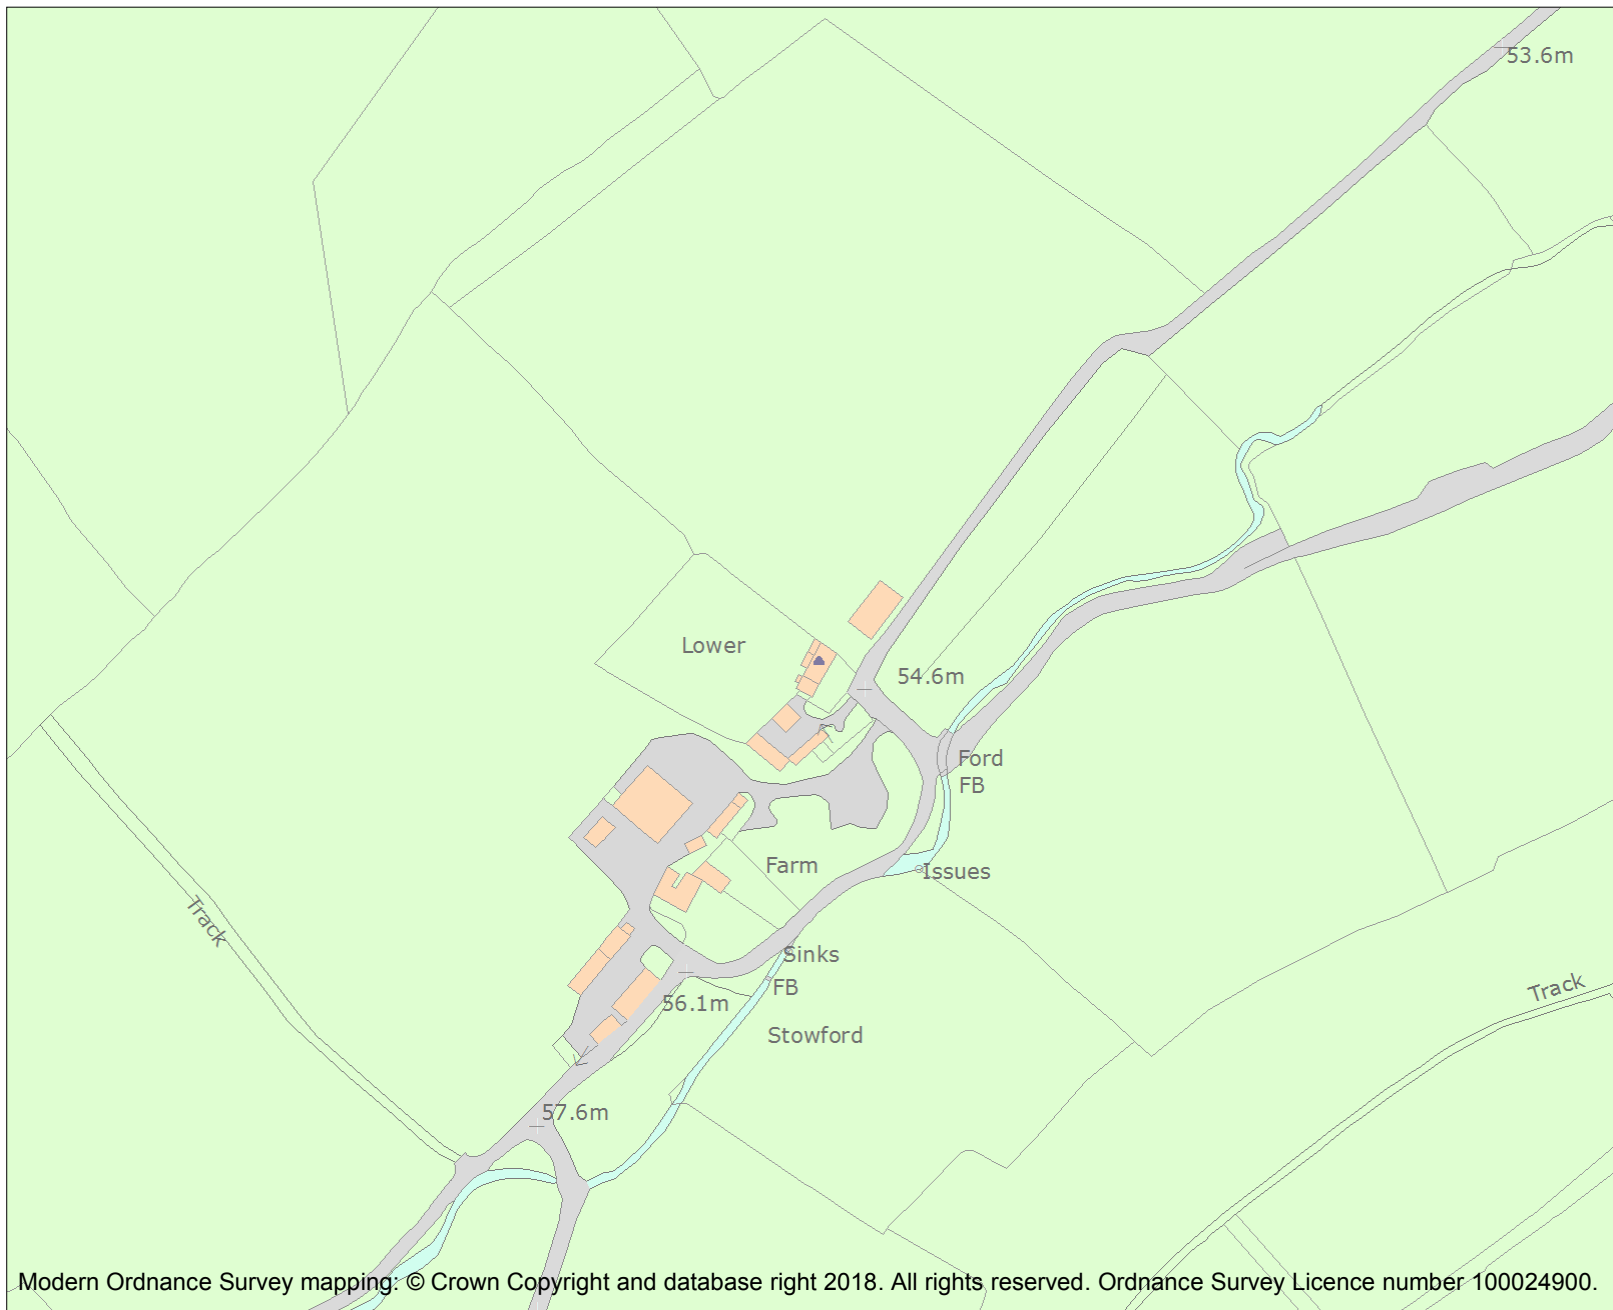 53.6m
Lower
54.6m
Ford
FB
Farm
Issues
Track
Sinks
FB
Track
56.1m
Stowford
57.6m
Modern Ordnance Survey mapping: © Crown Copyright and database right 2018. All rights reserved. Ordnance Survey Licence number 100024900.